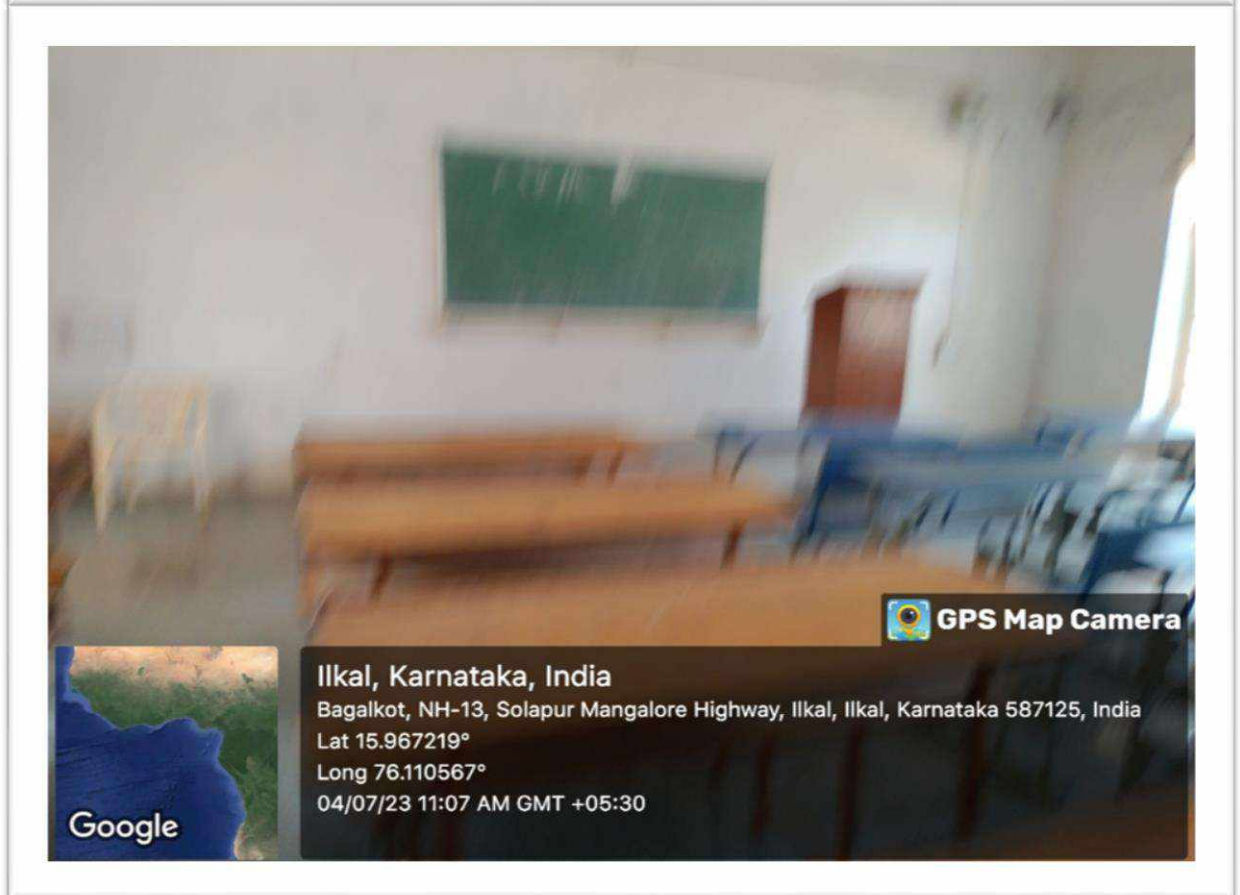 GPS Map Camera
Ilkal, Karnataka, India
Bagalkot, NH-13, Solapur Mangalore Highway, Ilkal, Ilkal, Karnataka 587125, India
Lat 15.967219°
Long 76.110567°
04/07/23 11:07 AM GMT +05:30
Google